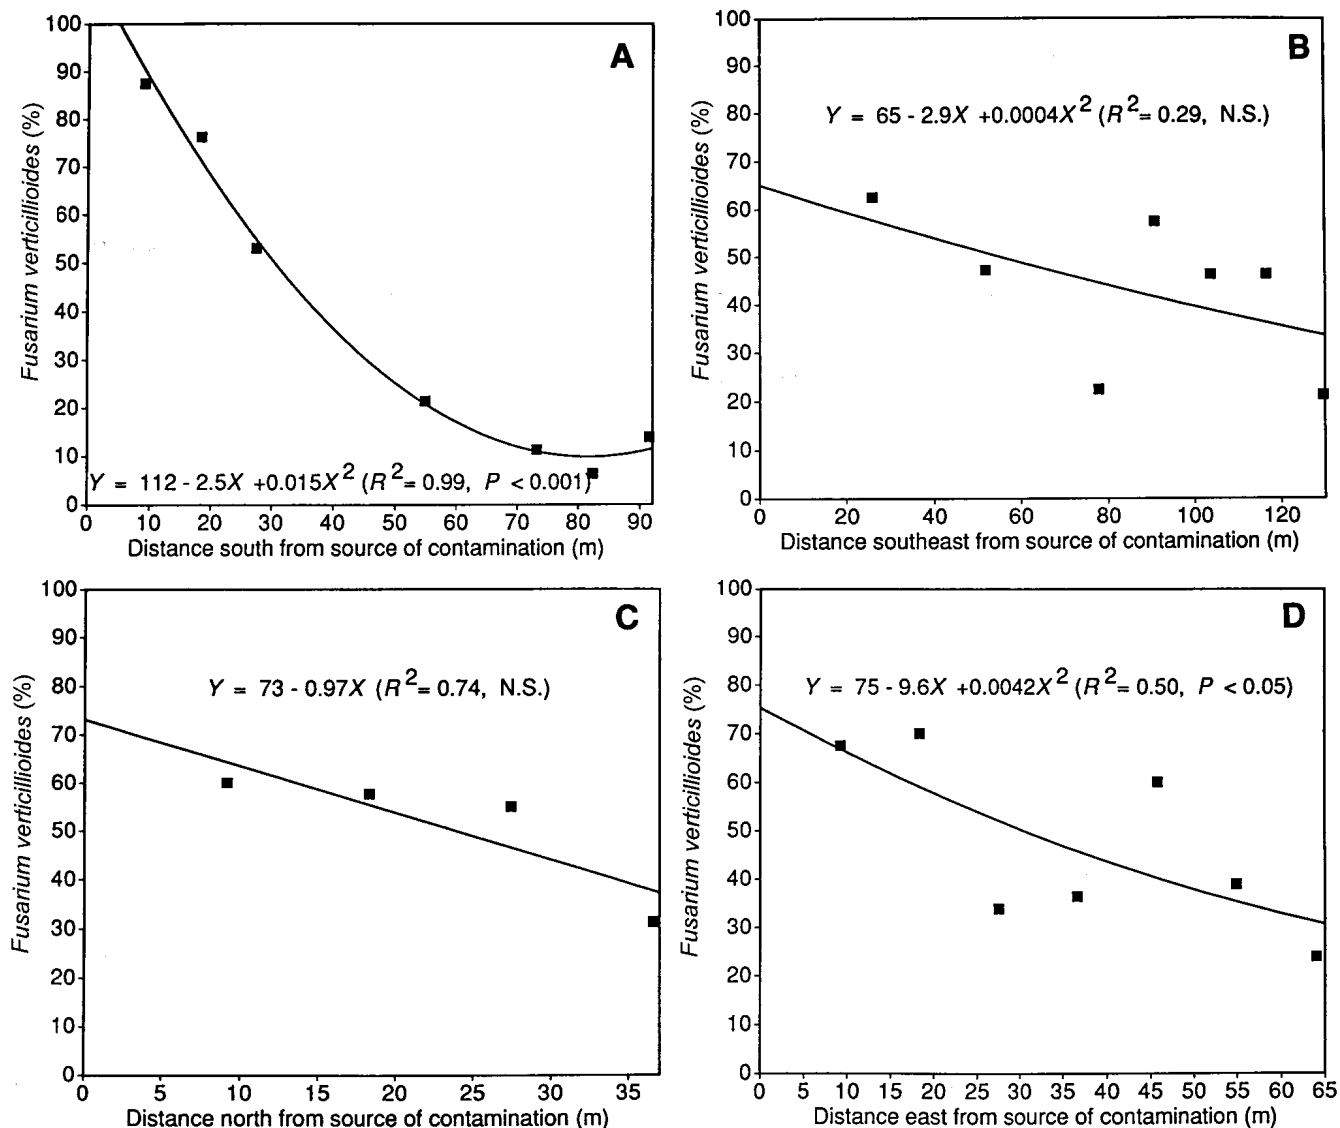 A
Fusarium verticillioides (%)
100
90
80
70
60
50
40
30
20
10
0
Y = 112 - 2.5X +0.015X² (R²= 0.99, P < 0.001)
0 10 20 30 40 50 60 70 80 90
Distance south from source of contamination (m)
B
Fusarium verticillioides (%)
100
90
80
70
60
50
40
30
20
10
0
Y = 65 - 2.9X +0.0004X² (R²= 0.29, N.S.)
0 20 40 60 80 100 120
Distance southeast from source of contamination (m)
C
Fusarium verticillioides (%)
100
90
80
70
60
50
40
30
20
10
0
Y = 73 - 0.97X (R²= 0.74, N.S.)
0 5 10 15 20 25 30 35
Distance north from source of contamination (m)
D
Fusarium verticillioides (%)
100
90
80
70
60
50
40
30
20
10
0
Y = 75 - 9.6X +0.0042X² (R²= 0.50, P < 0.05)
0 5 10 15 20 25 30 35 40 45 50 55 60 65
Distance east from source of contamination (m)